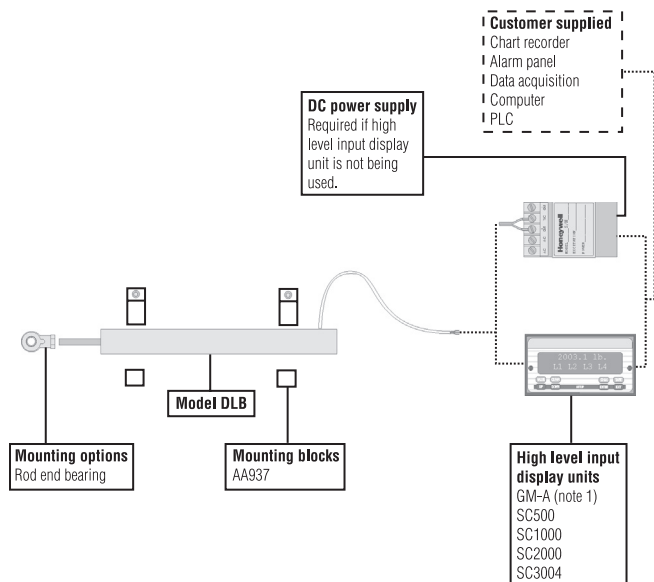 Customer supplied
Chart recorder
Alarm panel
Data acquisition
Computer
PLC
DC power supply
Required if high
level input display
unit is not being
used.
Honeywell
2003.1 lb.
L1 L2 L3 L4
Model DLB
Mounting options
Rod end bearing
Mounting blocks
AA937
High level input
display units
GM-A (note 1)
SC500
SC1000
SC2000
SC3004